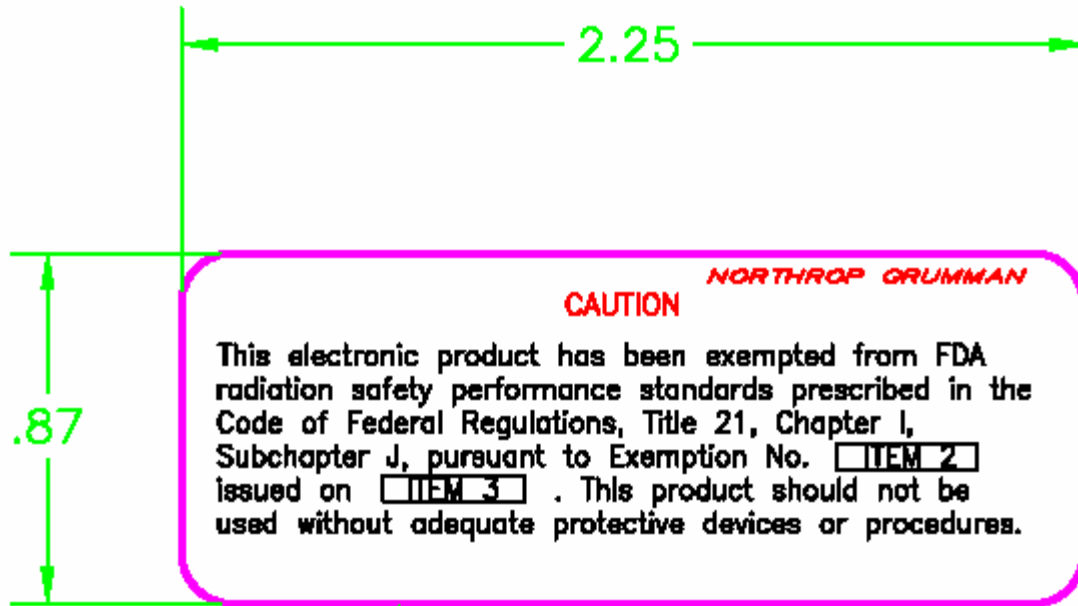 2.25
NORTHROP GRUMMAN
CAUTION
This electronic product has been exempted from FDA
radiation safety performance standards prescribed in the
Code of Federal Regulations, Title 21, Chapter I,
Subchapter J, pursuant to Exemption No. ITEM 2
issued on ITEM 3 . This product should not be
used without adequate protective devices or procedures.
.87